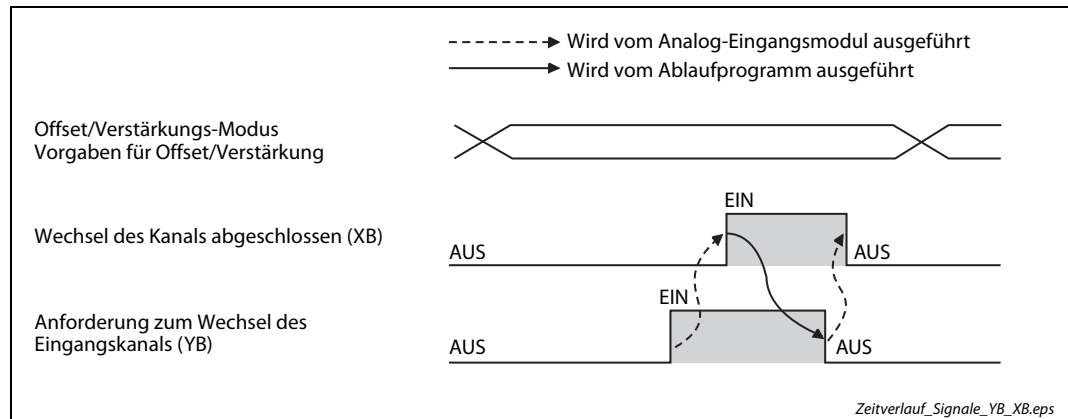 Wird vom Analog-Eingangsmodul ausgeführt
Wird vom Ablaufprogramm ausgeführt
Offset/Verstärkungs-Modus
Vorgaben für Offset/Verstärkung
EIN
Wechsel des Kanals abgeschlossen (XB)
AUS
AUS
EIN
Anforderung zum Wechsel des
Eingangskanals (YB)
AUS
AUS
Zeitverlauf_Signale_YB_XB.eps